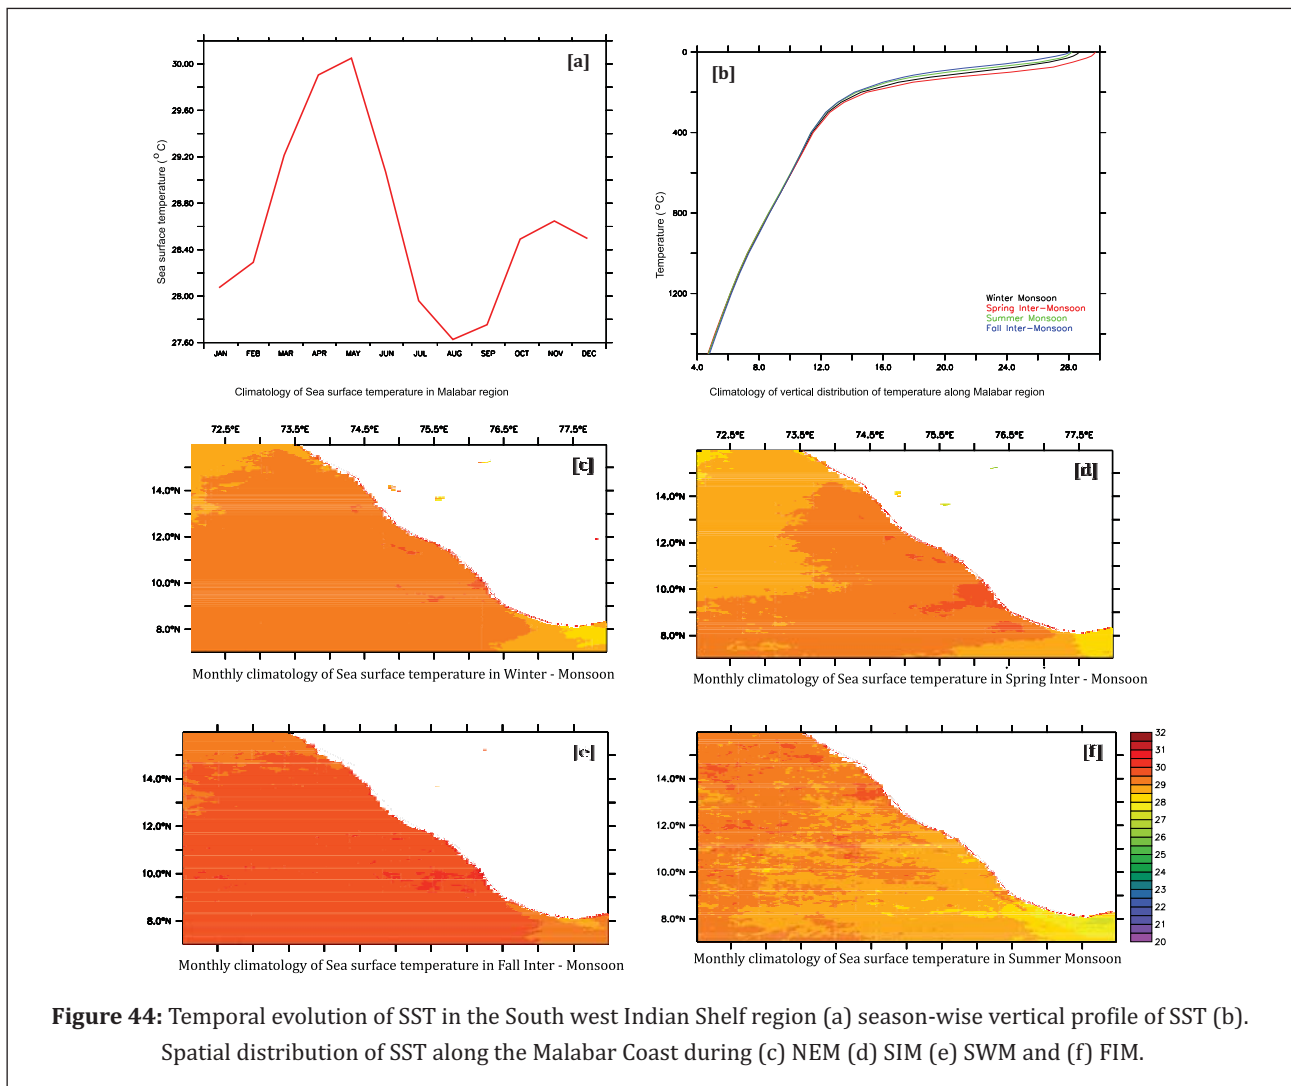 [a]
30.00
29.60
29.20
28.80
28.40
28.00
27.60
Sea surface temperature (°C)
JAN FEB MAR APR MAY JUN JUL AUG SEP OCT NOV DEC
Climatology of Sea surface temperature in Malabar region
[b]
0
400
800
1200
Temperature (°C)
Winter Monsoon
Spring Inter-Monsoon
Summer Monsoon
Fall Inter-Monsoon
4.0 8.0 12.0 16.0 20.0 24.0 28.0
Climatology of vertical distribution of temperature along Malabar region
72.5°E 73.5°E 74.5°E 75.5°E 76.5°E 77.5°E
[c]
14.0°N
12.0°N
10.0°N
8.0°N
Monthly climatology of Sea surface temperature in Winter - Monsoon
72.5°E 73.5°E 74.5°E 75.5°E 76.5°E 77.5°E
[d]
14.0°N
12.0°N
10.0°N
8.0°N
Monthly climatology of Sea surface temperature in Spring Inter - Monsoon
[e]
14.0°N
12.0°N
10.0°N
8.0°N
Monthly climatology of Sea surface temperature in Fall Inter - Monsoon
[f]
14.0°N
12.0°N
10.0°N
8.0°N
Monthly climatology of Sea surface temperature in Summer Monsoon
32
31
30
29
28
27
26
25
24
23
22
21
20
Figure 44: Temporal evolution of SST in the South west Indian Shelf region (a) season-wise vertical profile of SST (b).
Spatial distribution of SST along the Malabar Coast during (c) NEM (d) SIM (e) SWM and (f) FIM.